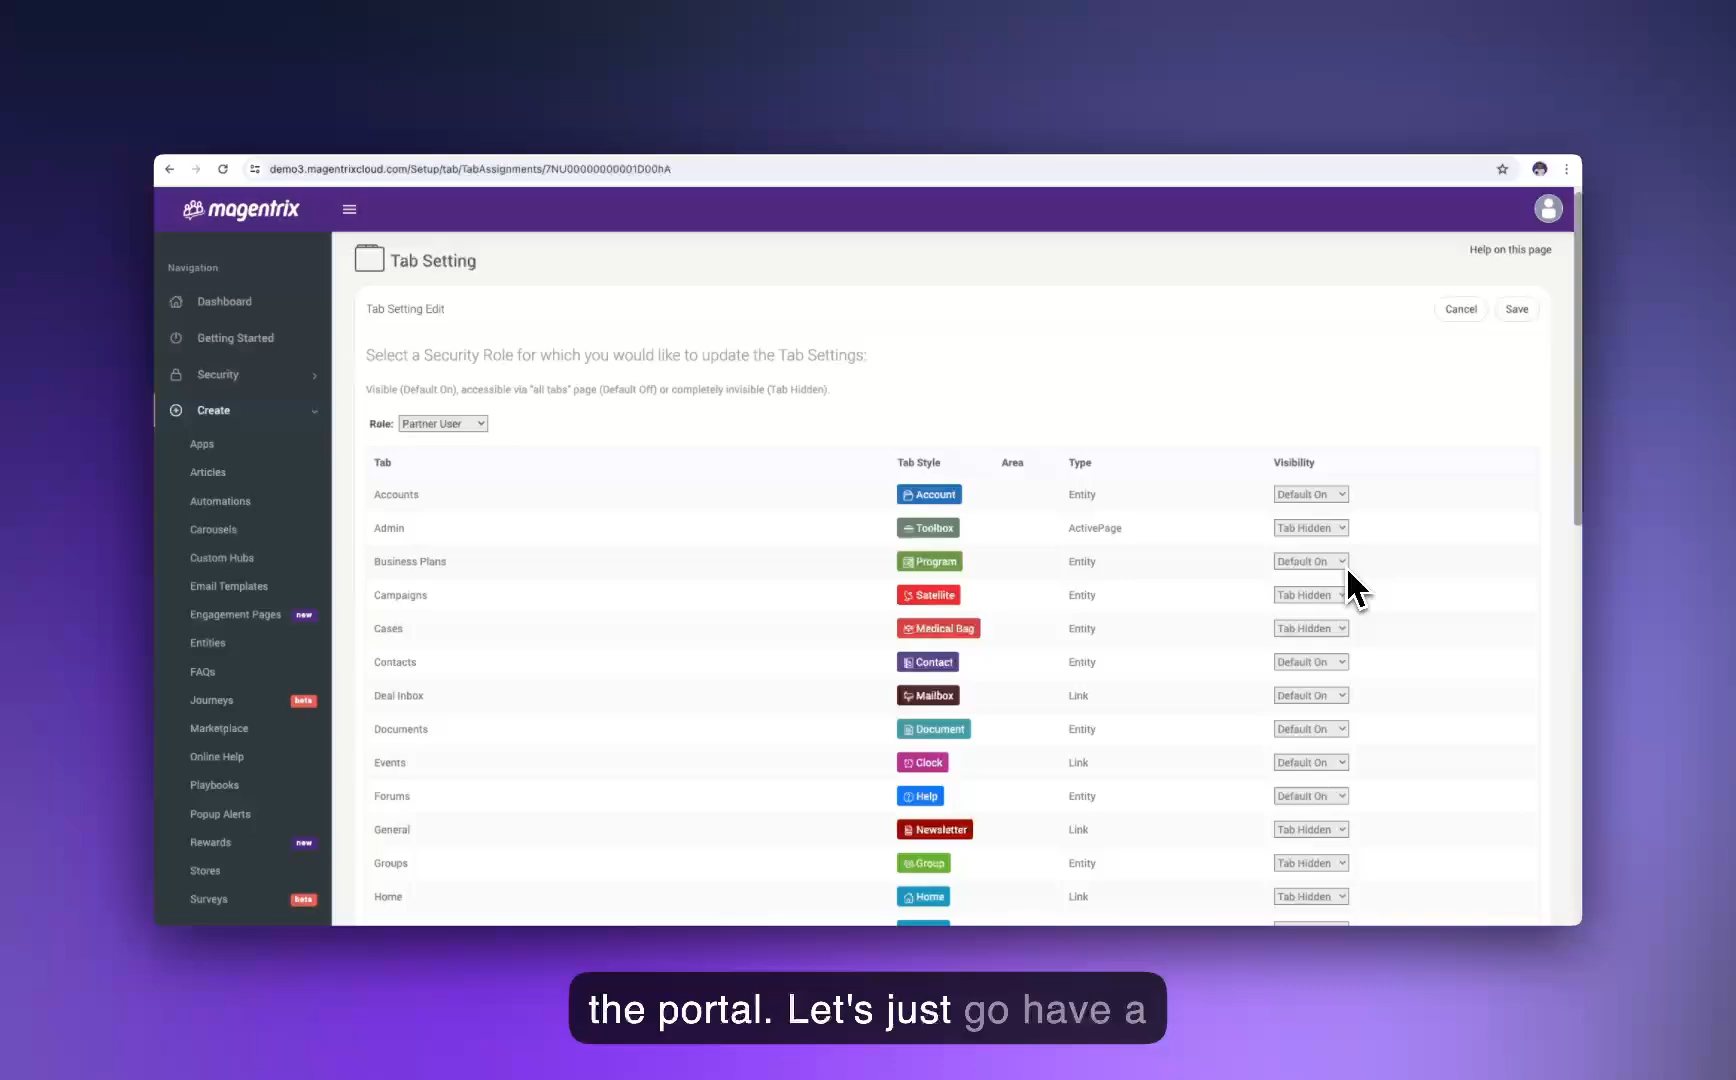 demo3.magentrixcloud.com/Setup/tab/TabAssignments/7NU00000000001D00hA
magentrix
Navigation
Dashboard
Getting Started
Security
Create
Apps
Articles
Automations
Carousels
Custom Hubs
Email Templates
Engagement Pages new
Entities
FAQs
Journeys beta
Marketplace
Online Help
Playbooks
Popup Alerts
Rewards new
Stores
Surveys beta
Tab Setting
Help on this page
Tab Setting Edit
Cancel Save
Select a Security Role for which you would like to update the Tab Settings:
Visible (Default On), accessible via "all tabs" page (Default Off) or completely invisible (Tab Hidden).
Role: Partner User
Tab Tab Style Area Type Visibility
Accounts Account Entity Default On
Admin Toolbox ActivePage Tab Hidden
Business Plans Program Entity Default On
Campaigns Satellite Entity Tab Hidden
Cases Medical Bag Entity Tab Hidden
Contacts Contact Entity Default On
Deal Inbox Mailbox Link Default On
Documents Document Entity Default On
Events Clock Link Default On
Forums Help Entity Default On
General Newsletter Link Tab Hidden
Groups Group Entity Tab Hidden
Home Home Link Tab Hidden
the portal. Let's just go have a